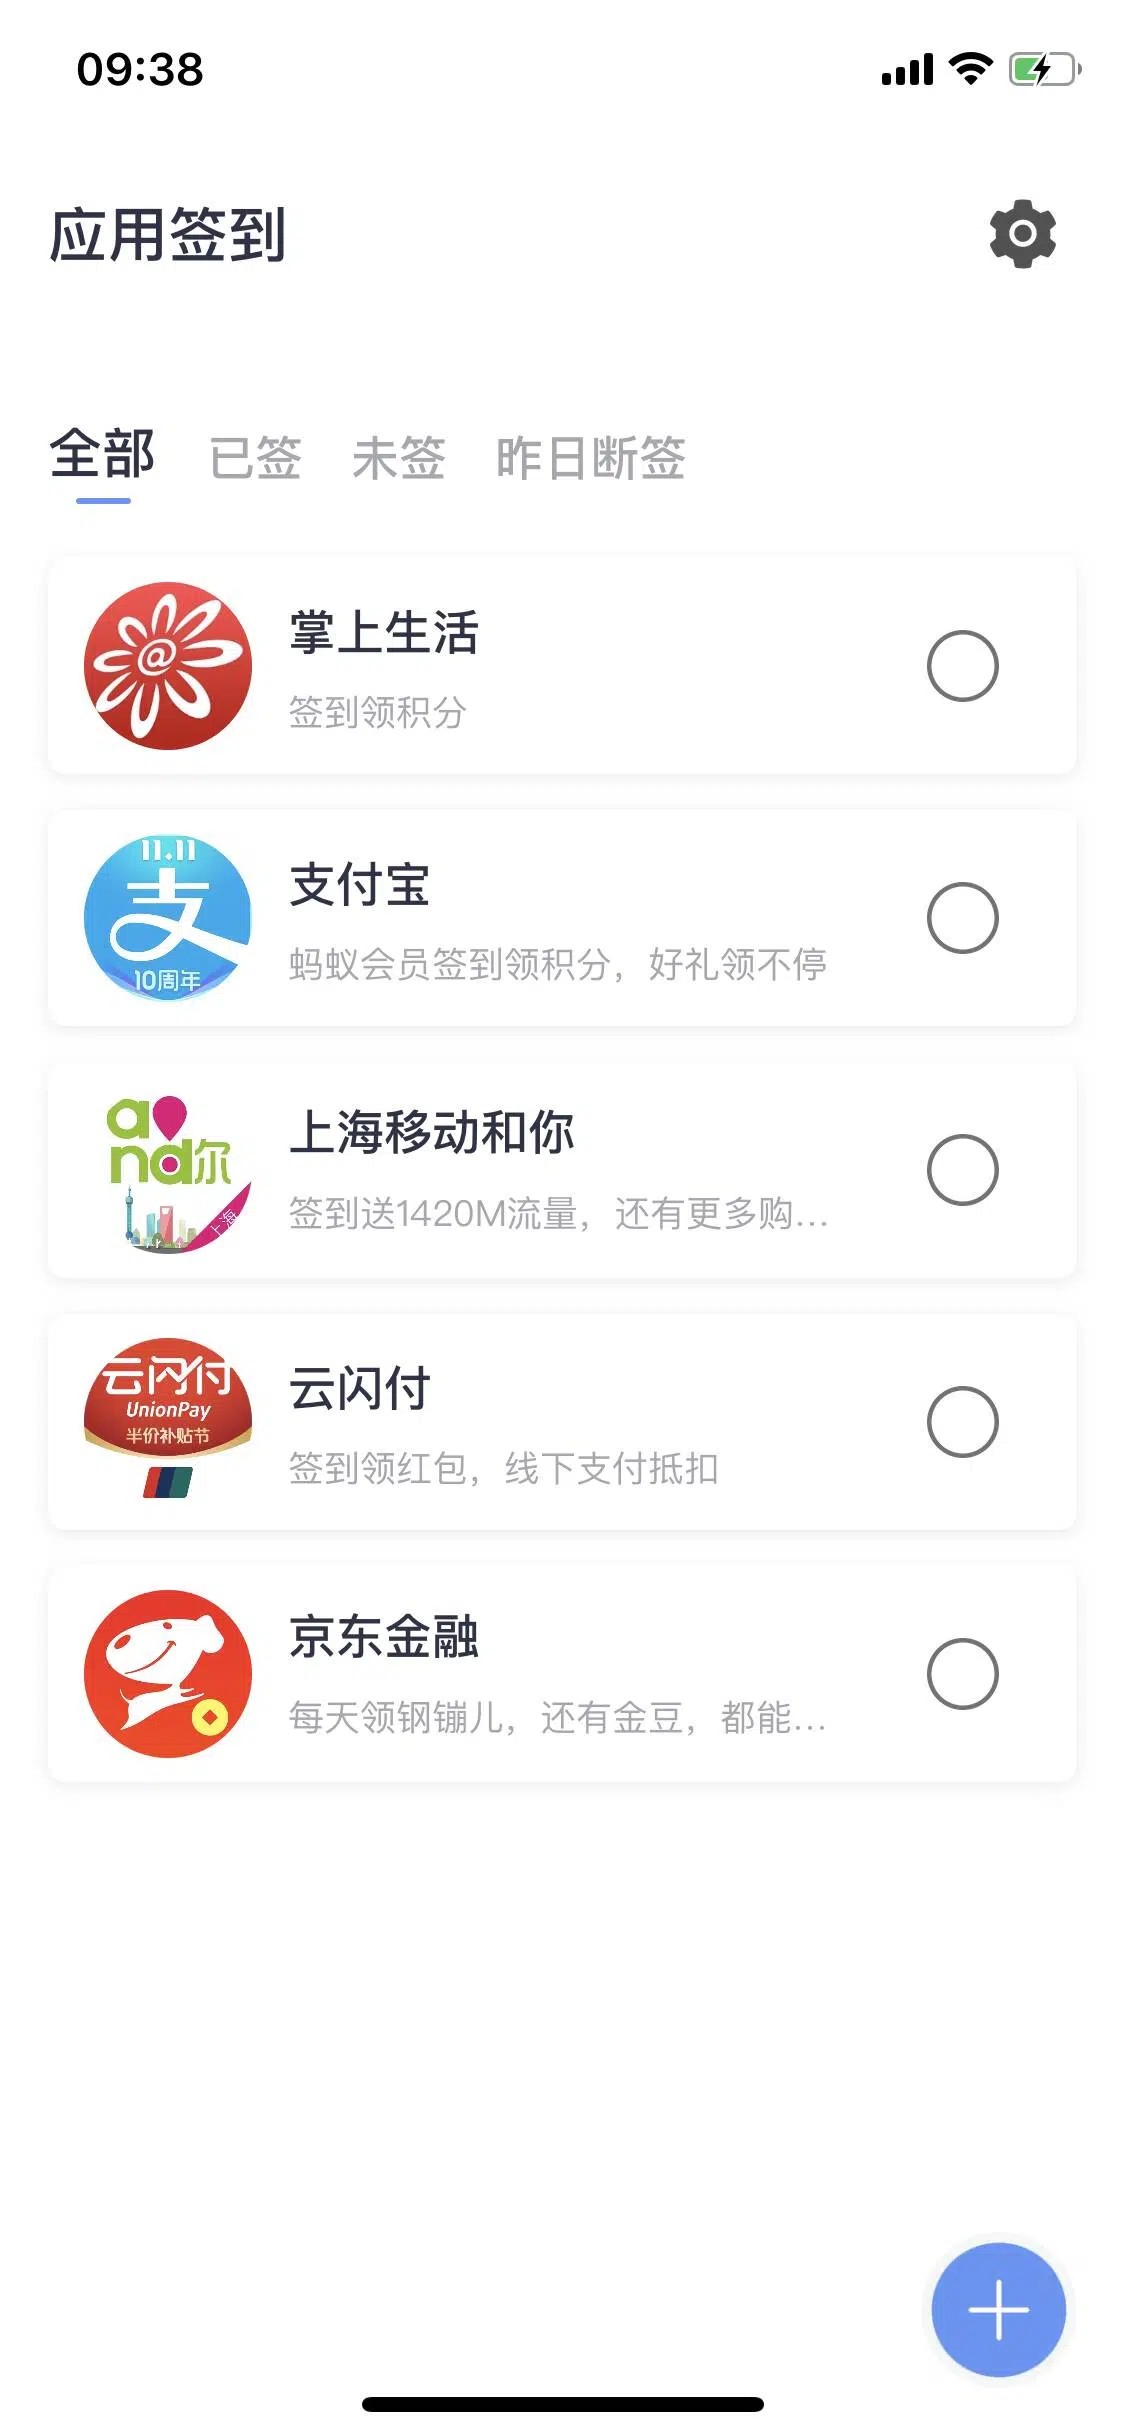 09:38
应用签到
全部 已签 未签 昨日断签
@
掌上生活
签到领积分
11.11
支
10周年
支付宝
蚂蚁会员签到领积分，好礼领不停
and尔
上海
上海移动和你
签到送1420M流量，还有更多购...
云闪付
UnionPay
半价补贴节
云闪付
签到领红包，线下支付抵扣
京东金融
每天领钢镚儿，还有金豆，都能...